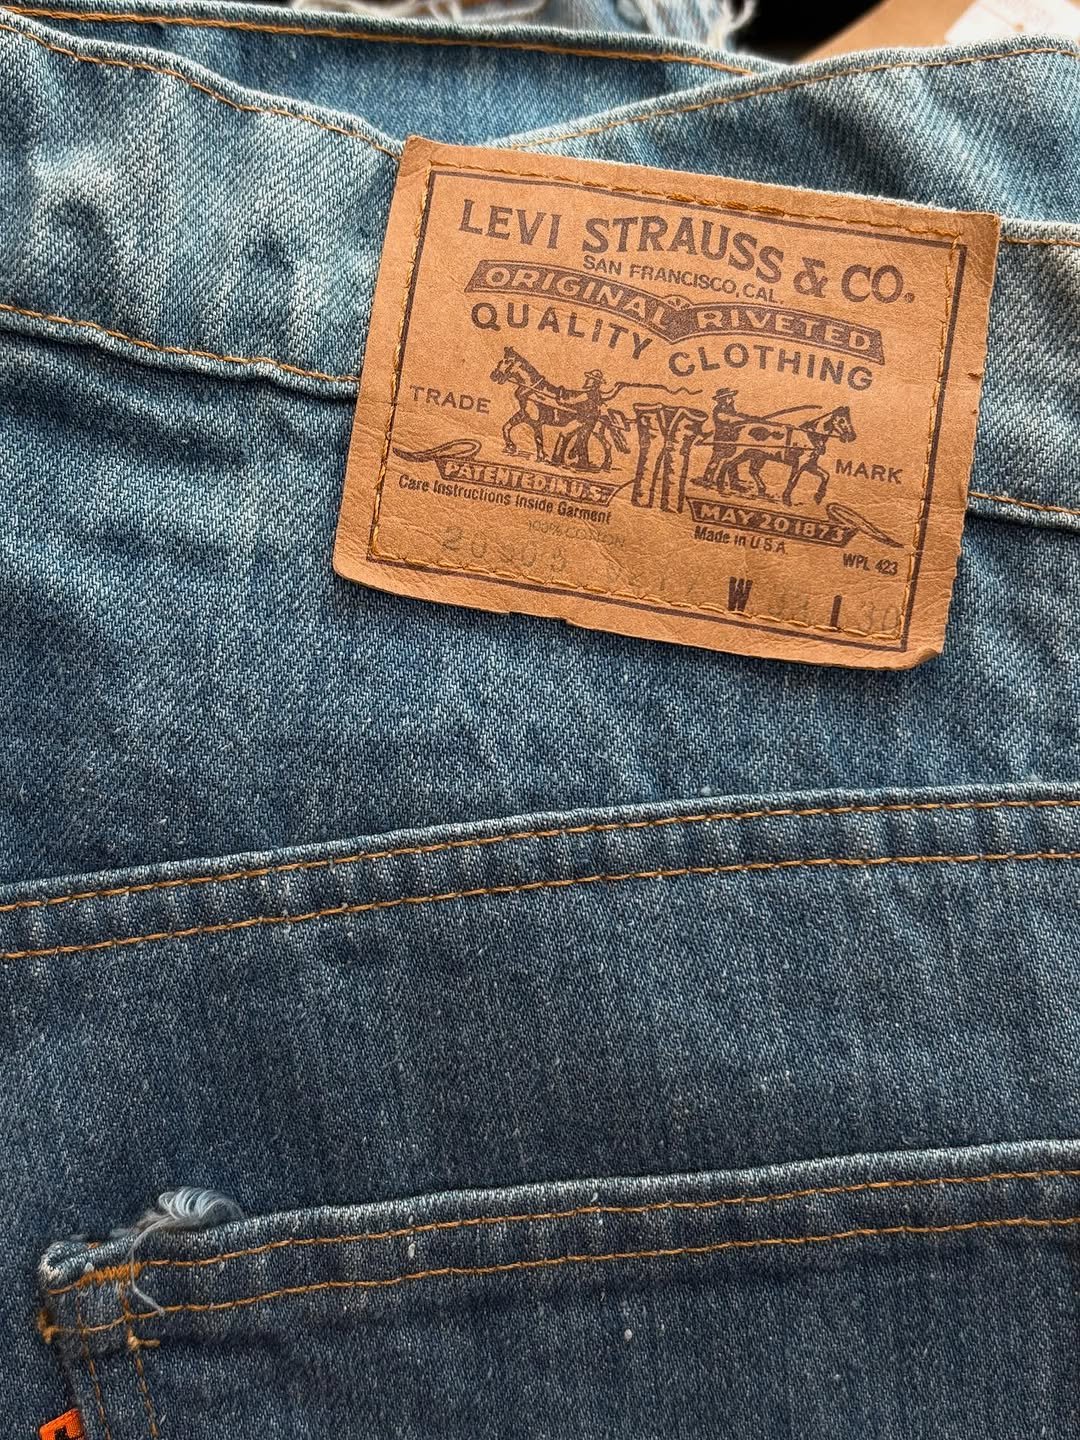 LEVI STRAUSS & CO.
SAN FRANCISCO, CAL.
ORIGINAL RIVETED
QUALITY CLOTHING
TRADE MARK
PATENTED IN U.S. MAY 20 1873
Care Instructions Inside Garment Made in U S A
100% COTTON WPL 423
W L 30